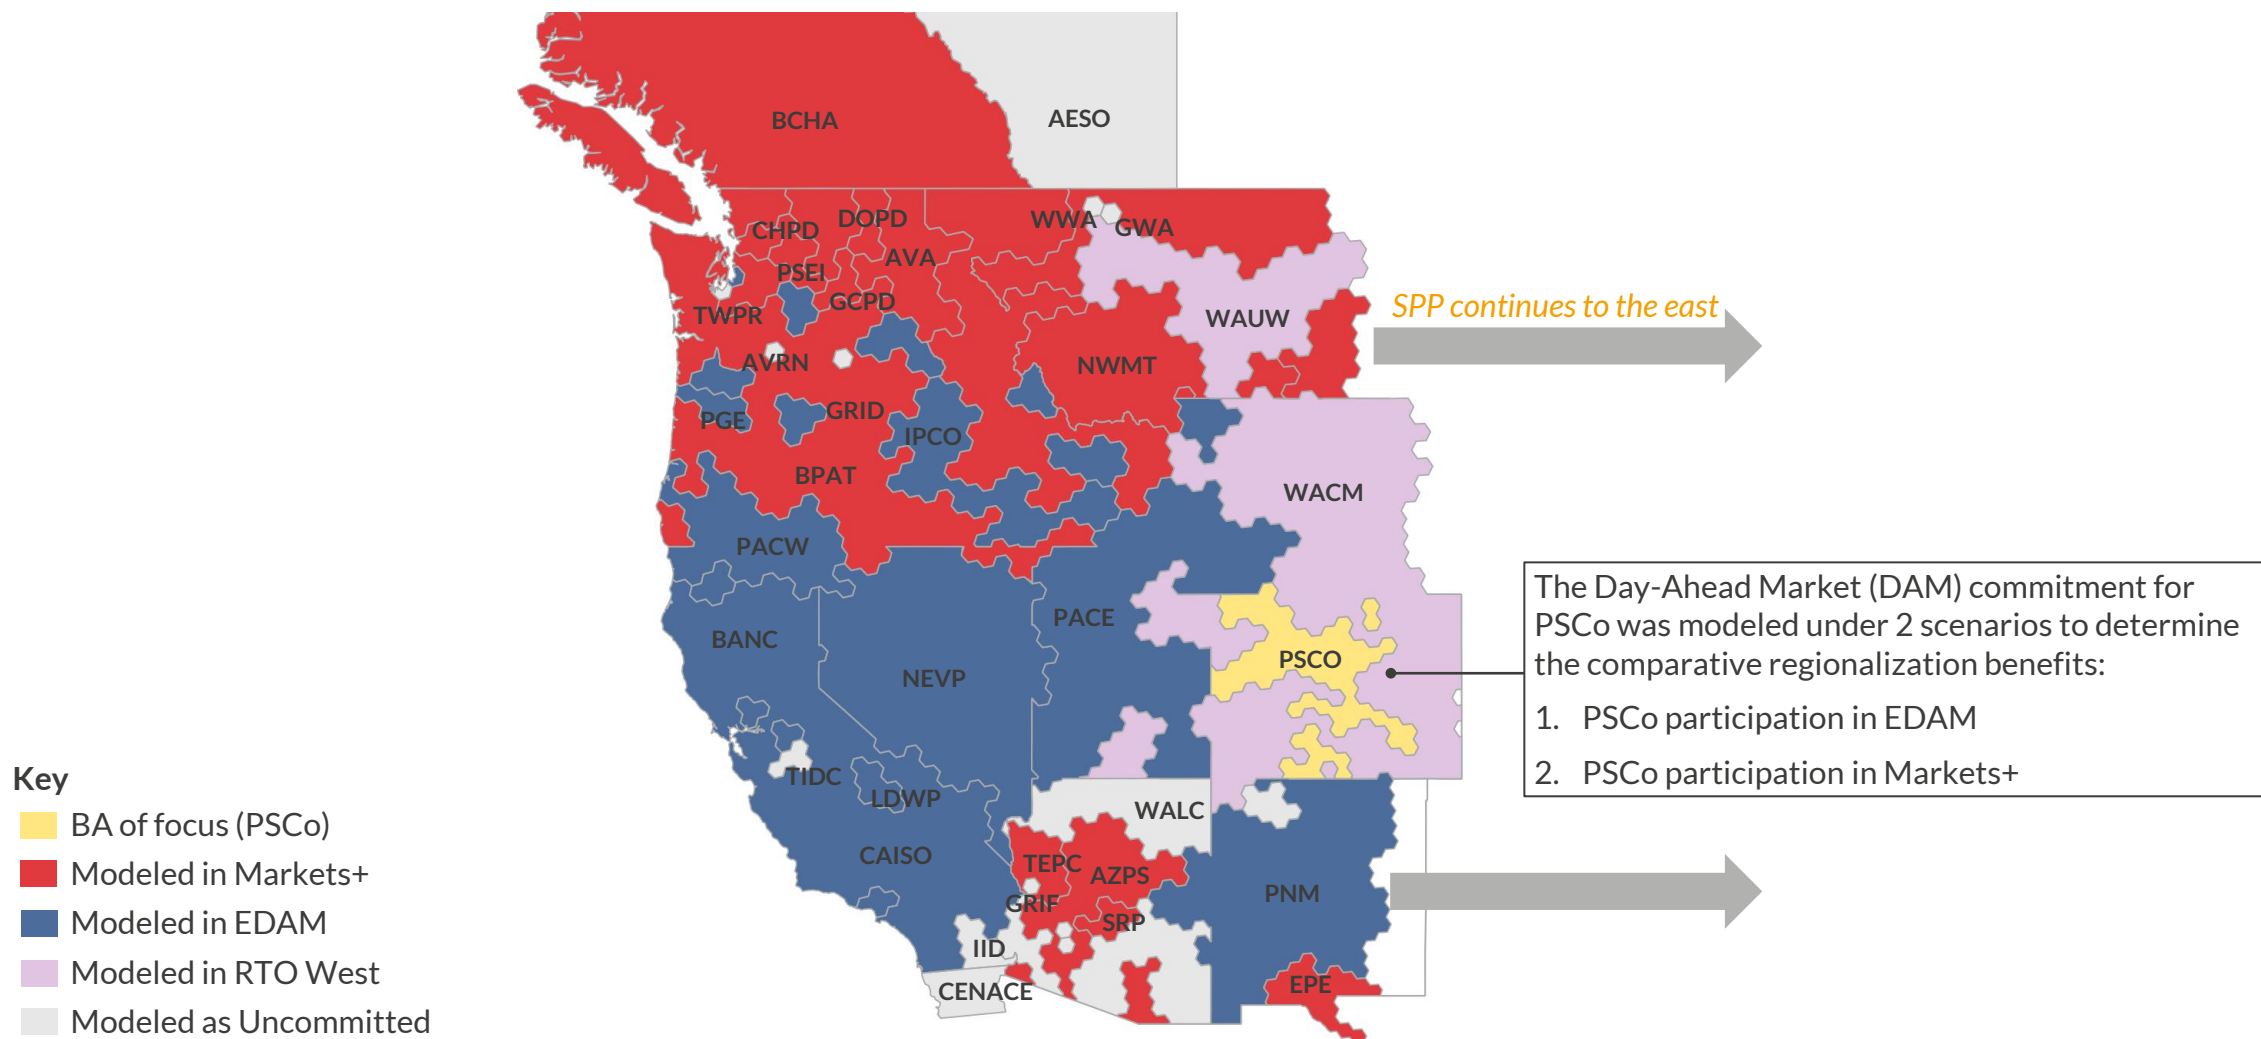 BCHA
AESO
CHPD
DOPD
WWA
GWA
AVA
PSEI
GCPD
TWPR
WAUW
SPP continues to the east
AVRN
NWMT
PGE
GRID
IPCO
BPAT
WACM
PACW
PACE
BANC
NEVP
PSCO
The Day-Ahead Market (DAM) commitment for
PSCo was modeled under 2 scenarios to determine
the comparative regionalization benefits:
1. PSCo participation in EDAM
2. PSCo participation in Markets+
TIDC
LDWP
WALC
CAISO
TEPC
AZPS
PNM
GRIF
SRP
IID
EPE
CENACE
Key
BA of focus (PSCo)
Modeled in Markets+
Modeled in EDAM
Modeled in RTO West
Modeled as Uncommitted